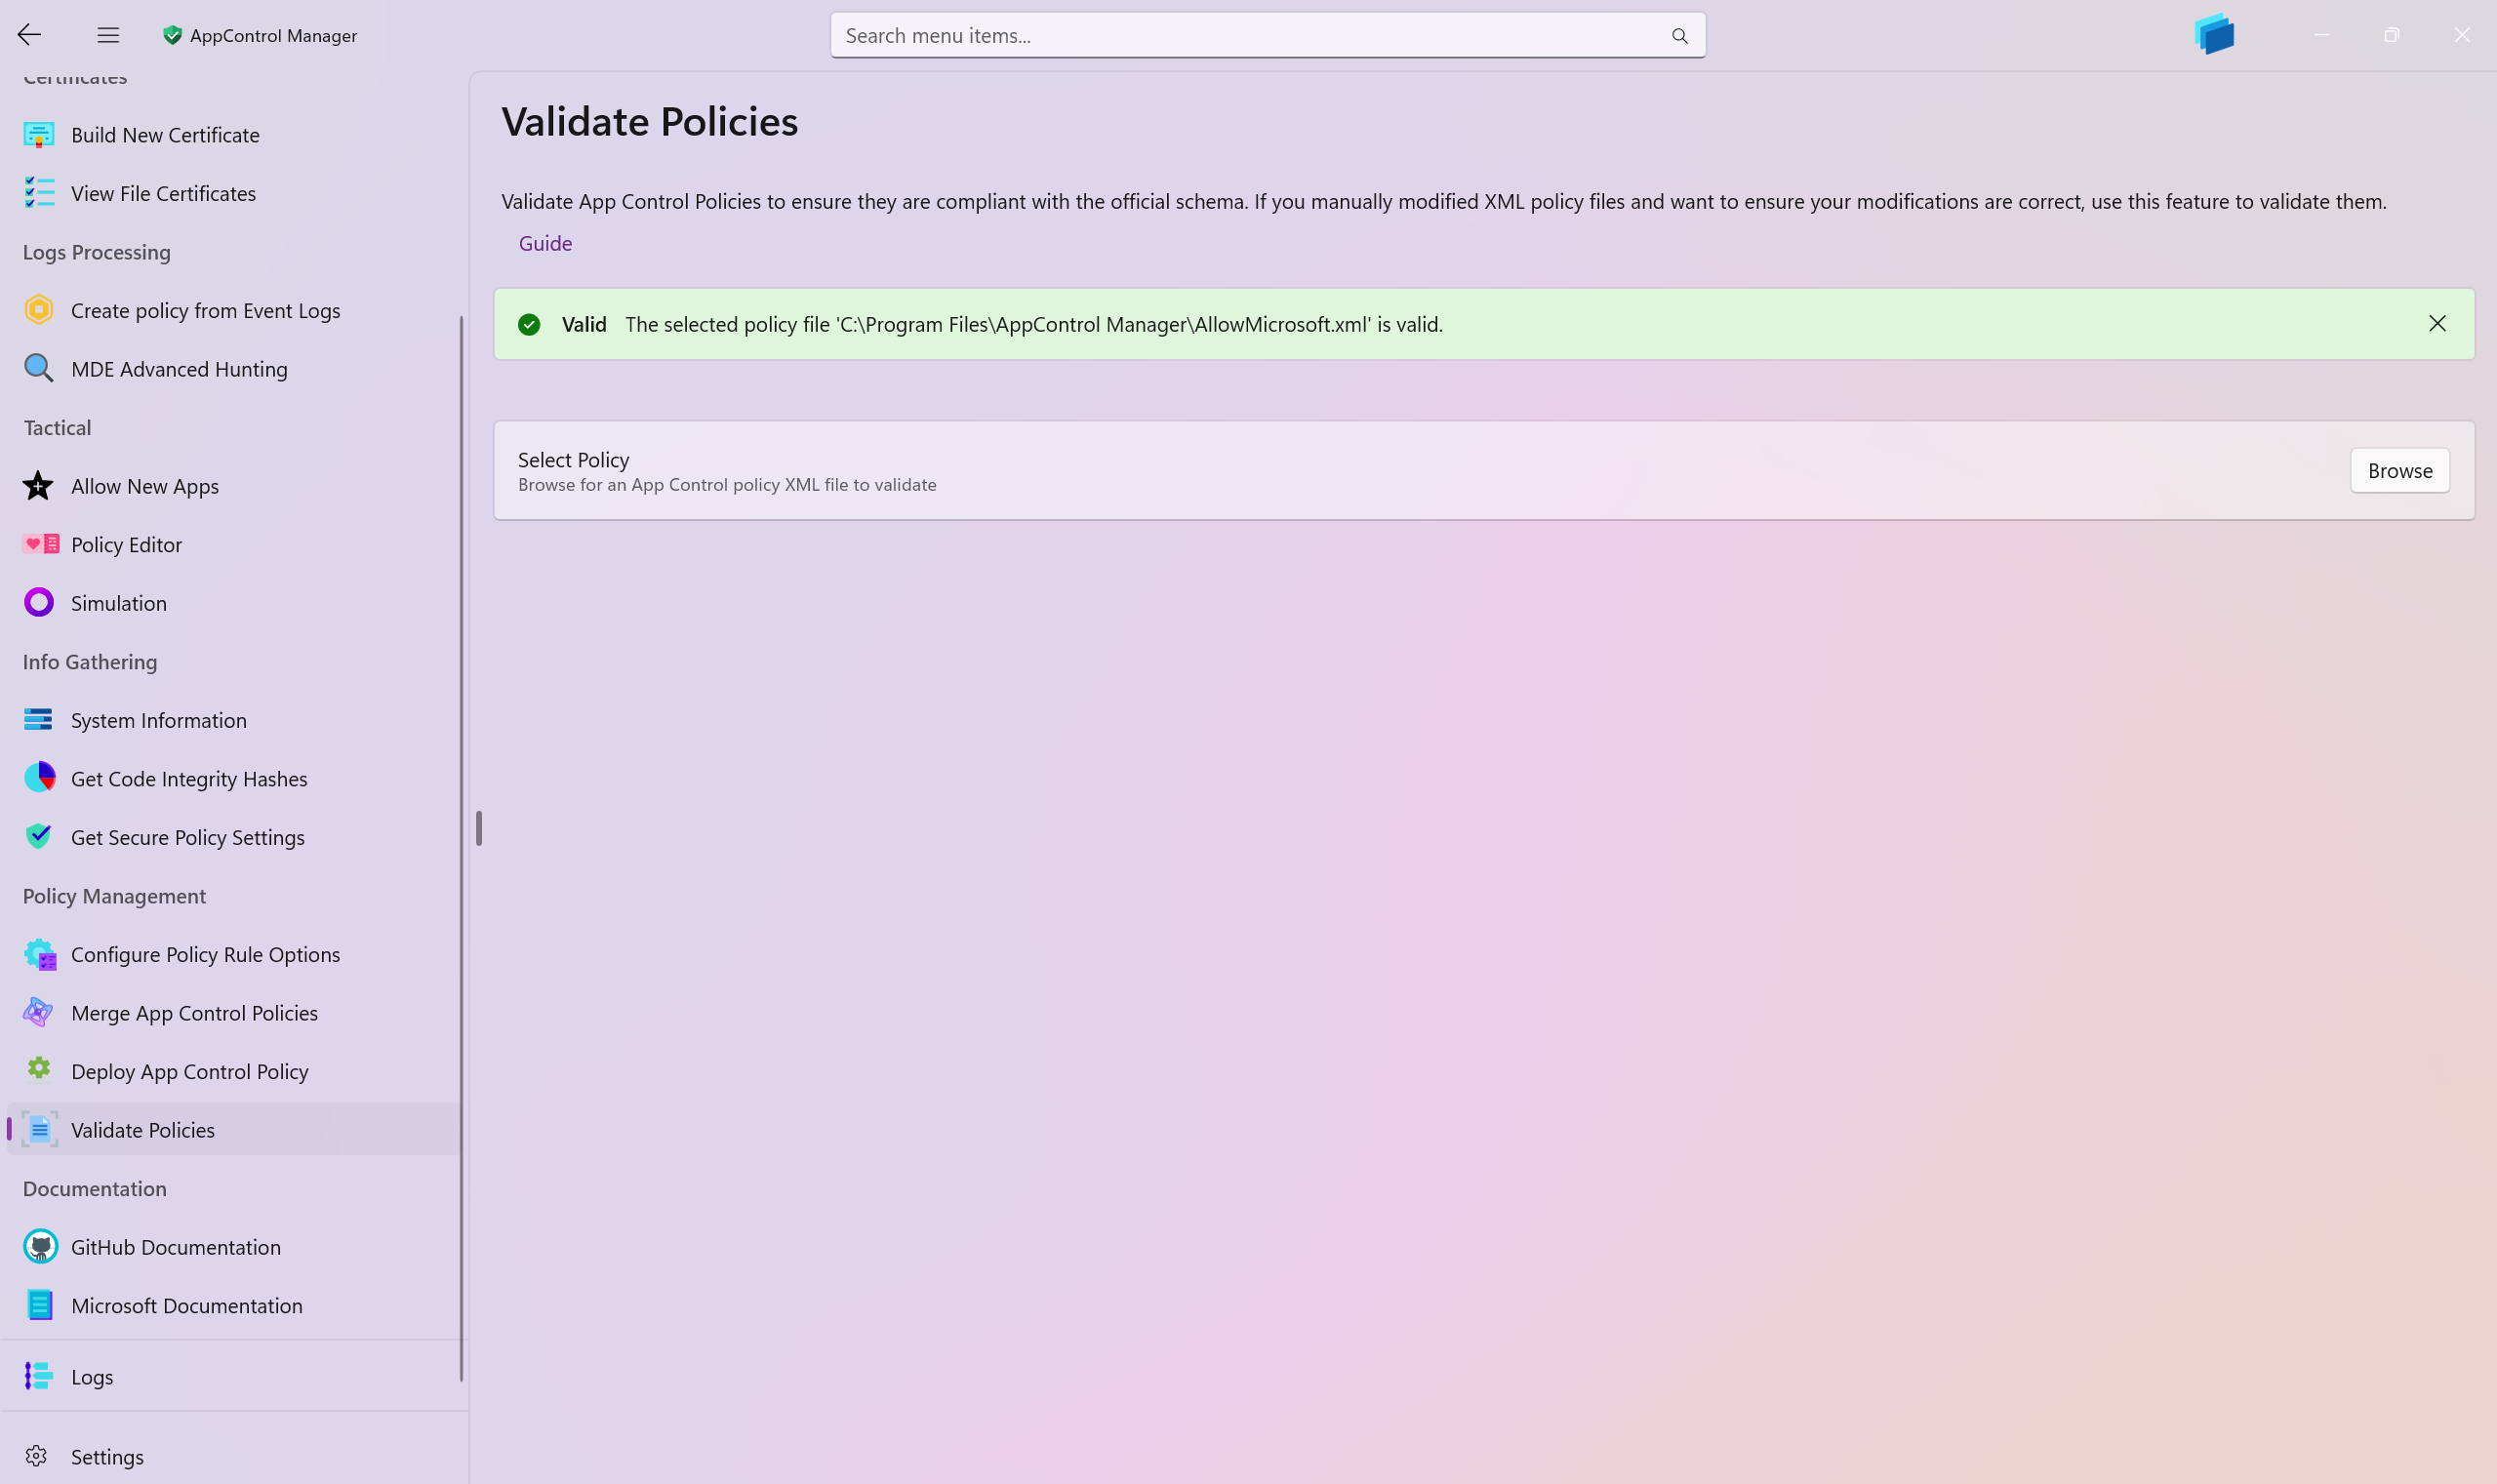 AppControl Manager
Search menu items...
Certificates
Build New Certificate
View File Certificates
Logs Processing
Create policy from Event Logs
MDE Advanced Hunting
Tactical
Allow New Apps
Policy Editor
Simulation
Info Gathering
System Information
Get Code Integrity Hashes
Get Secure Policy Settings
Policy Management
Configure Policy Rule Options
Merge App Control Policies
Deploy App Control Policy
Validate Policies
Documentation
GitHub Documentation
Microsoft Documentation
Logs
Settings
Validate Policies
Validate App Control Policies to ensure they are compliant with the official schema. If you manually modified XML policy files and want to ensure your modifications are correct, use this feature to validate them.
Guide
Valid The selected policy file 'C:\Program Files\AppControl Manager\AllowMicrosoft.xml' is valid.
Select Policy
Browse for an App Control policy XML file to validate
Browse